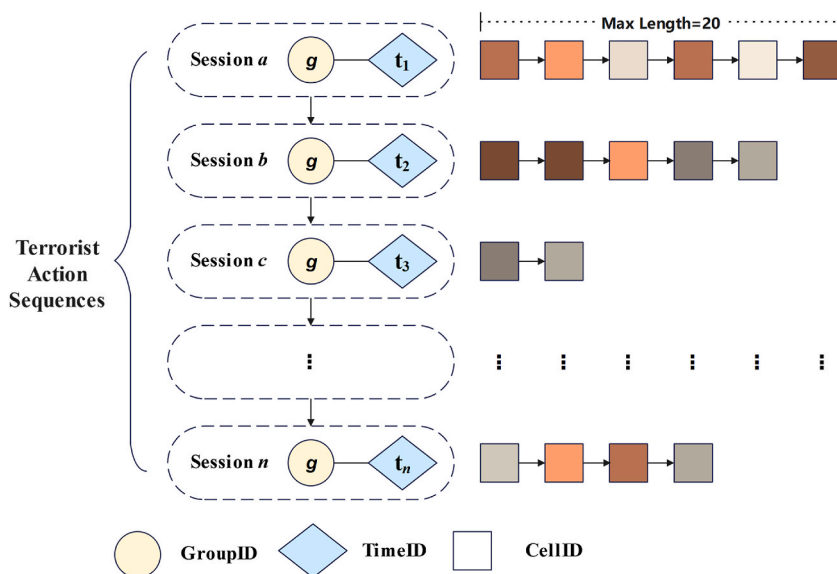 Max Length=20
Session a g t1
Session b g t2
Session c g t3
Terrorist
Action
Sequences
Session n g tn
GroupID TimeID CellID